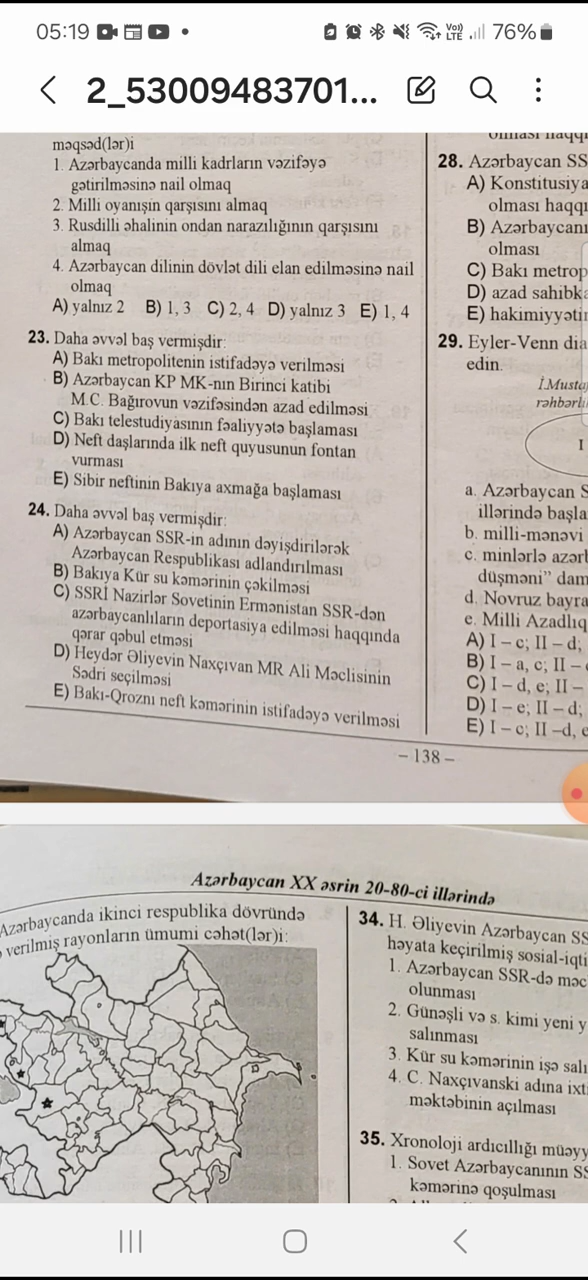 05:19
Vo))
LTE
76%
2_53009483701...
məqsəd(lər)i
1. Azərbaycanda milli kadrların vəzifəyə
gətirilməsinə nail olmaq
2. Milli oyanışın qarşısını almaq
3. Rusdilli əhalinin ondan narazılığının qarşısını
almaq
4. Azərbaycan dilinin dövlət dili elan edilməsinə nail
olmaq
A) yalnız 2 B) 1, 3 C) 2, 4 D) yalnız 3 E) 1, 4
23. Daha əvvəl baş vermişdir:
A) Bakı metropolitenin istifadəyə verilməsi
B) Azərbaycan KP MK-nın Birinci katibi
M.C. Bağırovun vəzifəsindən azad edilməsi
C) Bakı telestudiyasının fəaliyyətə başlaması
D) Neft daşlarında ilk neft quyusunun fontan
vurması
E) Sibir neftinin Bakıya axmağa başlaması
24. Daha əvvəl baş vermişdir:
A) Azərbaycan SSR-in adının dəyişdirilərək
Azərbaycan Respublikası adlandırılması
B) Bakıya Kür su kəmərinin çəkilməsi
C) SSRİ Nazirlər Sovetinin Ermənistan SSR-dən
azərbaycanlıların deportasiya edilməsi haqqında
qərar qəbul etməsi
D) Heydər Əliyevin Naxçıvan MR Ali Məclisinin
Sədri seçilməsi
E) Bakı-Qroznı neft kəmərinin istifadəyə verilməsi
28. Azərbaycan SS
A) Konstitusiya
olması haqqı
B) Azərbaycanı
olması
C) Bakı metrop
D) azad sahibka
E) hakimiyyətin
29. Eyler-Venn dia
edin.
İ.Mustaf
rəhbərli
I
a. Azərbaycan S
illərində başla
b. milli-mənəvi
c. minlərlə azərb
düşməni” dam
d. Novruz bayra
e. Milli Azadlıq
A) I – c; II – d;
B) I – a, c; II –
C) I – d, e; II –
D) I – e; II – d;
E) I – c; II –d, e
– 138 –
Azərbaycan XX əsrin 20-80-ci illərində
Azərbaycanda ikinci respublika dövründə
verilmiş rayonların ümumi cəhət(lər)i:
34. H. Əliyevin Azərbaycan SS
həyata keçirilmiş sosial-iqti
1. Azərbaycan SSR-də məc
olunması
2. Günəşli və s. kimi yeni y
salınması
3. Kür su kəmərinin işə salı
4. C. Naxçıvanski adına ixt
məktəbinin açılması
35. Xronoloji ardıcıllığı müəyy
1. Sovet Azərbaycanının SS
kəmərinə qoşulması